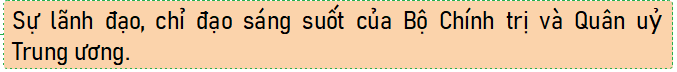 Sự lãnh đạo, chỉ đạo sáng suốt của Bộ Chính trị và Quân uỷ
Trung ương.